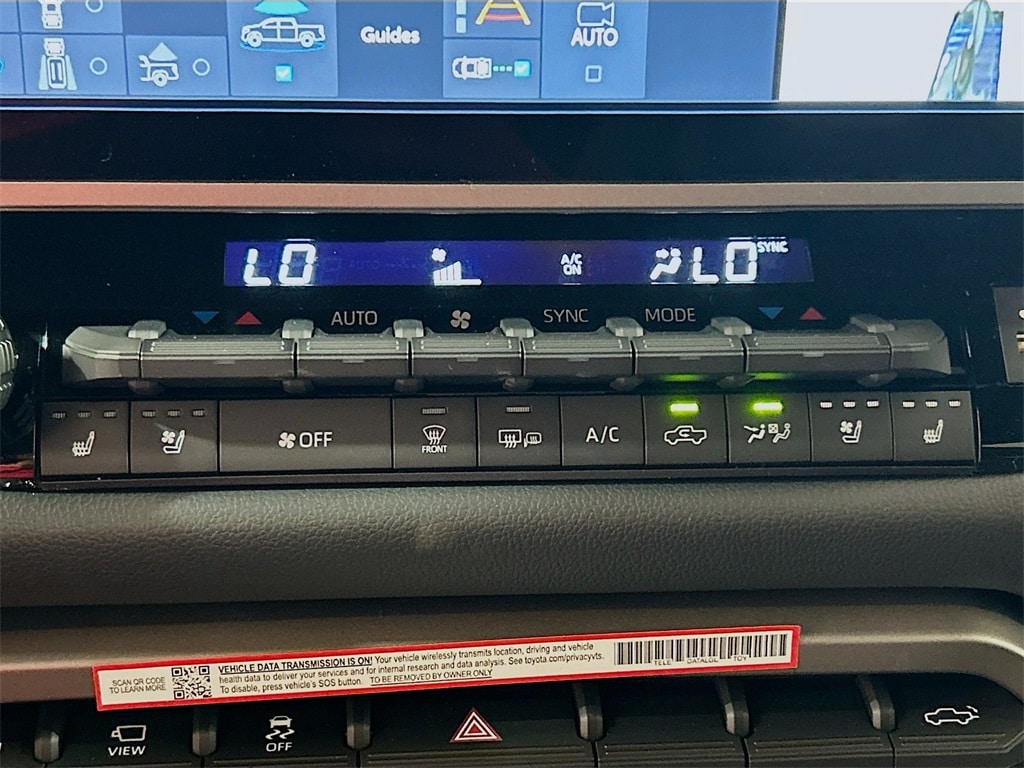 Guides
AUTO
LO
A/C
ON
LO
SYNC
AUTO
SYNC
MODE
OFF
FRONT
A/C
SCAN QR CODE
TO LEARN MORE
VEHICLE DATA TRANSMISSION IS ON! Your vehicle wirelessly transmits location, driving and vehicle
health data to deliver your services and for internal research and data analysis. See toyota.com/privacyvts.
To disable, press vehicle's SOS button. TO BE REMOVED BY OWNER ONLY
TELE DATALGL TOY
VIEW
OFF